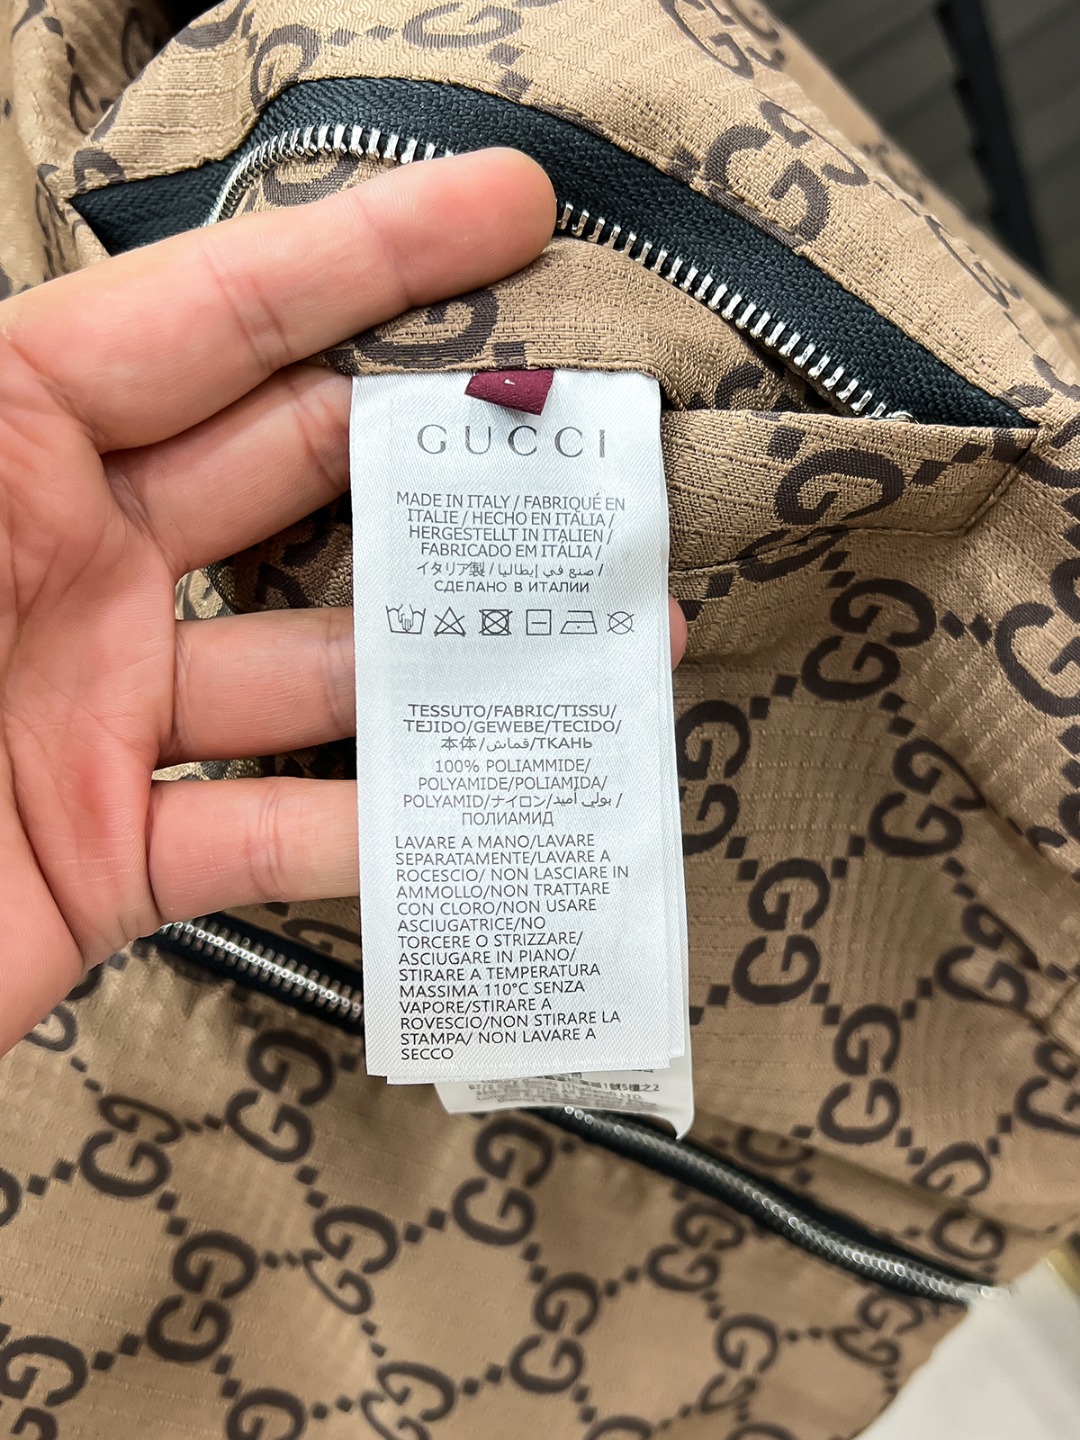 GUCCI
MADE IN ITALY / FABRIQUÉ EN
ITALIE / HECHO EN ITÁLIA /
HERGESTELLT IN ITALIEN /
FABRICADO EM ITÁLIA /
イタリア製 / صنع في إيطاليا /
СДЕЛАНО В ИТАЛИИ
TESSUTO/FABRIC/TISSU/
TEJIDO/GEWEBE/TECIDO/
本体/قماش/ТКАНЬ
100% POLIAMMIDE/
POLYAMIDE/POLIAMIDA/
POLYAMID/ナイロン/بولي أميد /
ПОЛИАМИД
LAVARE A MANO/LAVARE
SEPARATAMENTE/LAVARE A
ROCESCIO/NON LASCIARE IN
AMMOLLO/NON TRATTARE
CON CLORO/NON USARE
ASCIUGATRICE/NO
TORCERE O STRIZZARE/
ASCIUGARE IN PIANO/
STIRARE A TEMPERATURA
MASSIMA 110°C SENZA
VAPORE/STIRARE A
ROVESCIO/NON STIRARE LA
STAMPA/ NON LAVARE A
SECCO